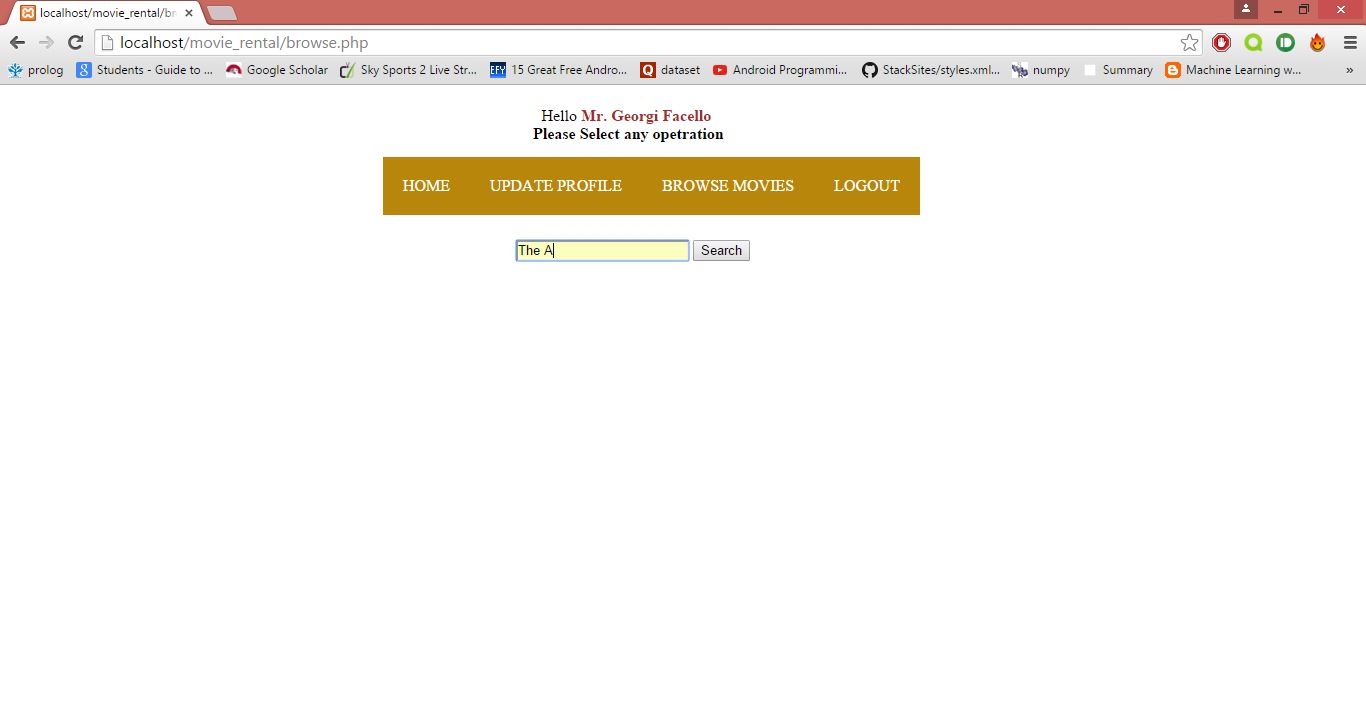 localhost/movie_rental/br
localhost/movie_rental/browse.php
prolog Students - Guide to ... Google Scholar Sky Sports 2 Live Str... EFY 15 Great Free Andro... dataset Android Programmi... StackSites/styles.xml... numpy Summary Machine Learning w... »
Hello Mr. Georgi Facello
Please Select any opetration
HOME UPDATE PROFILE BROWSE MOVIES LOGOUT
The A Search